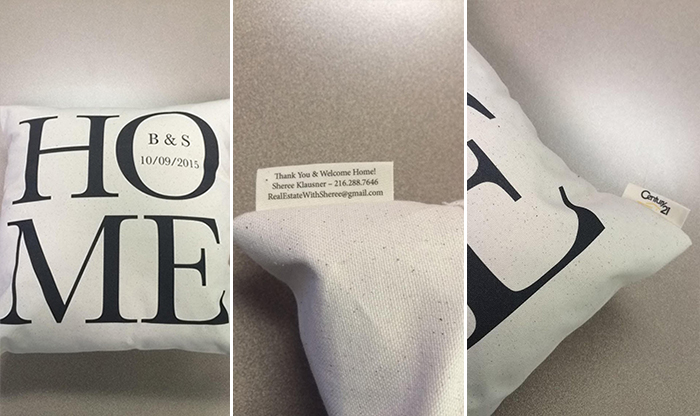 HO
B & S
10/09/2015
ME
Thank You & Welcome Home!
Sheree Klausner – 216.288.7646
RealEstateWithSheree@gmail.com
E
Century
21